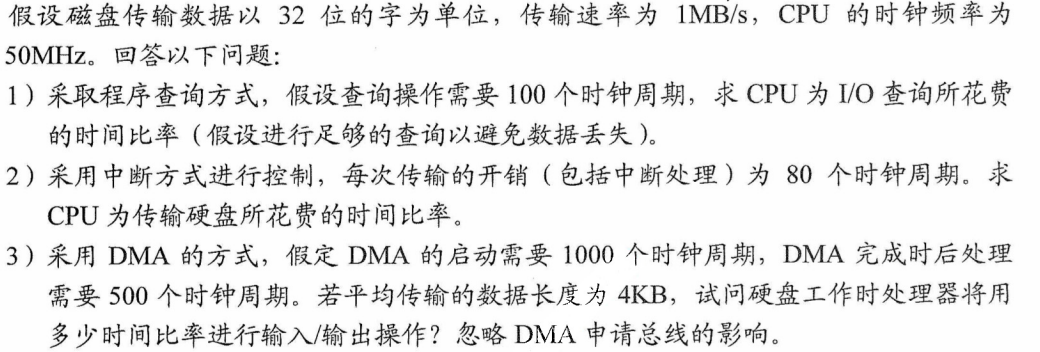 假设磁盘传输数据以 32 位的字为单位，传输速率为 1MB/s，CPU 的时钟频率为
50MHz。回答以下问题：
1）采取程序查询方式，假设查询操作需要 100 个时钟周期，求 CPU 为 I/O 查询所花费
的时间比率（假设进行足够的查询以避免数据丢失）。
2）采用中断方式进行控制，每次传输的开销（包括中断处理）为 80 个时钟周期。求
CPU 为传输硬盘所花费的时间比率。
3）采用 DMA 的方式，假定 DMA 的启动需要 1000 个时钟周期，DMA 完成时后处理
需要 500 个时钟周期。若平均传输的数据长度为 4KB，试问硬盘工作时处理器将用
多少时间比率进行输入/输出操作？忽略 DMA 申请总线的影响。